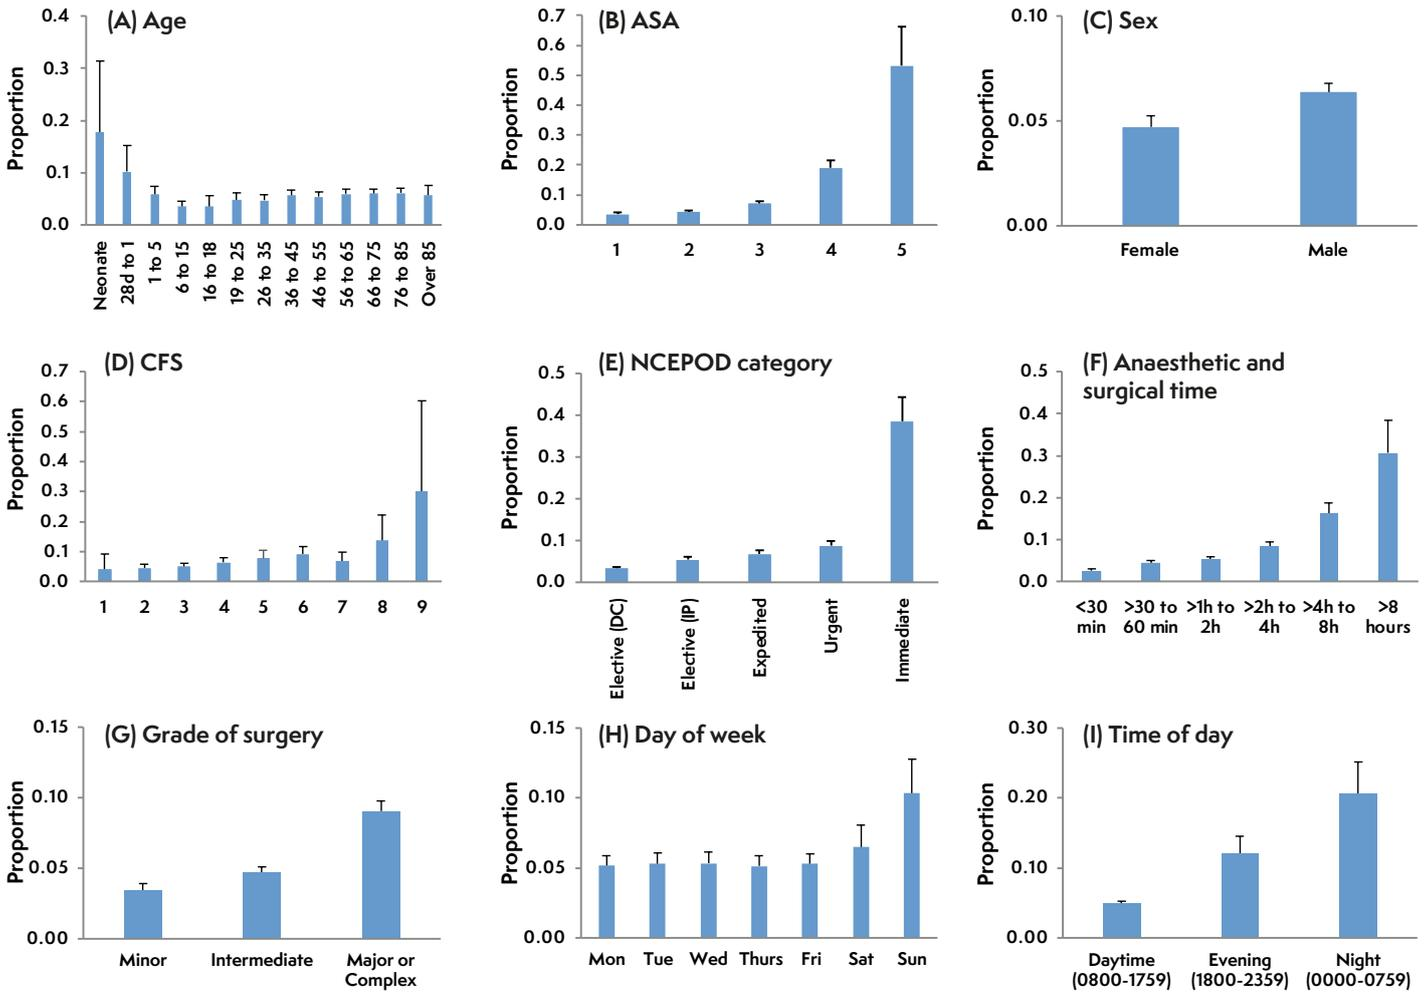 (A) Age
Proportion
0.4
0.3
0.2
0.1
0.0
Neonate
28d to 1
1 to 5
6 to 15
16 to 18
19 to 25
26 to 35
36 to 45
46 to 55
56 to 65
66 to 75
76 to 85
Over 85
(B) ASA
Proportion
0.7
0.6
0.5
0.4
0.3
0.2
0.1
0.0
1 2 3 4 5
(C) Sex
Proportion
0.10
0.05
0.00
Female Male
(D) CFS
Proportion
0.7
0.6
0.5
0.4
0.3
0.2
0.1
0.0
1 2 3 4 5 6 7 8 9
(E) NCEPOD category
Proportion
0.5
0.4
0.3
0.2
0.1
0.0
Elective (DC)
Elective (IP)
Expedited
Urgent
Immediate
(F) Anaesthetic and
surgical time
Proportion
0.5
0.4
0.3
0.2
0.1
0.0
<30 >30 to >1h to >2h to >4h to >8
min 60 min 2h 4h 8h hours
(G) Grade of surgery
Proportion
0.15
0.10
0.05
0.00
Minor Intermediate Major or
Complex
(H) Day of week
Proportion
0.15
0.10
0.05
0.00
Mon Tue Wed Thurs Fri Sat Sun
(I) Time of day
Proportion
0.30
0.20
0.10
0.00
Daytime Evening Night
(0800-1759) (1800-2359) (0000-0759)